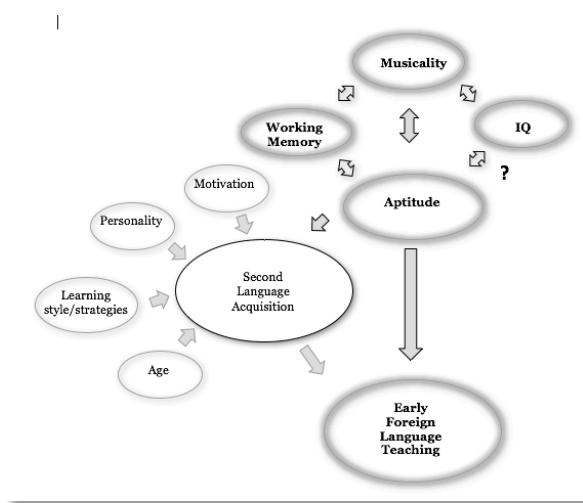 Musicality
Working
Memory
IQ
?
Motivation
Aptitude
Personality
Second
Language
Acquisition
Learning
style/strategies
Age
Early
Foreign
Language
Teaching